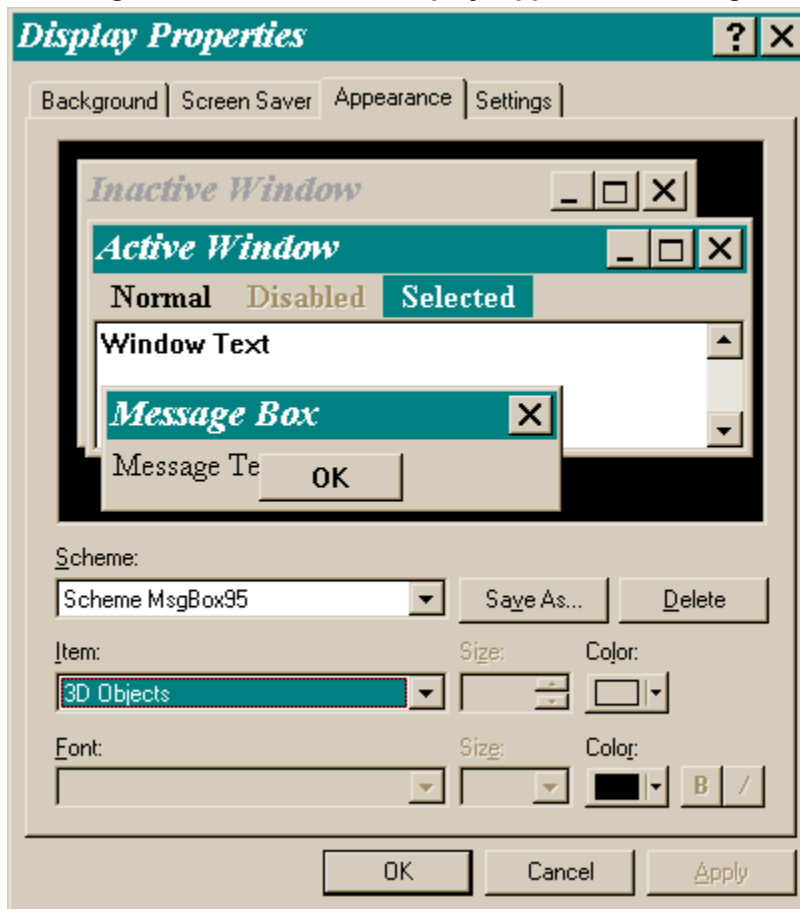 Display Properties
Background Screen Saver Appearance Settings
Inactive Window
Active Window
Normal Disabled Selected
Window Text
Message Box
Message Te
OK
Scheme:
Scheme MsgBox95 Save As... Delete
Item: Size: Color:
3D Objects
Font: Size: Color:
B /
OK Cancel Apply